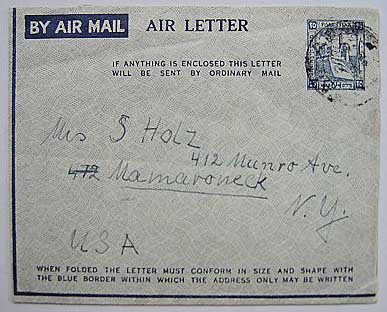 BY AIR MAIL AIR LETTER
IF ANYTHING IS ENCLOSED THIS LETTER
WILL BE SENT BY ORDINARY MAIL
10 10
Mrs S Holz
412 Munro Ave.
472 Mamaroneck
N.Y.
USA
WHEN FOLDED THE LETTER MUST CONFORM IN SIZE AND SHAPE WITH
THE BLUE BORDER WITHIN WHICH THE ADDRESS ONLY MAY BE WRITTEN